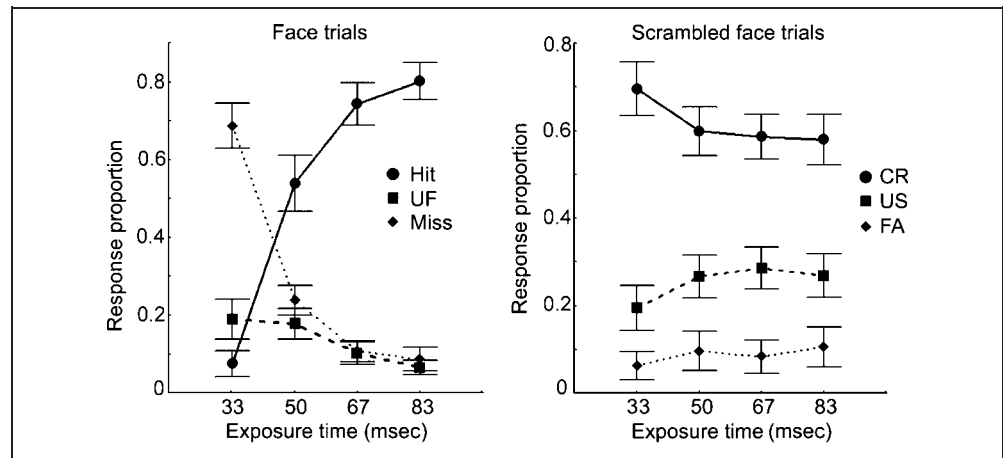 Face trials
Response proportion
0.8
0.6
0.4
0.2
0
33 50 67 83
Exposure time (msec)
Hit
UF
Miss
Scrambled face trials
Response proportion
0.8
0.6
0.4
0.2
0
33 50 67 83
Exposure time (msec)
CR
US
FA